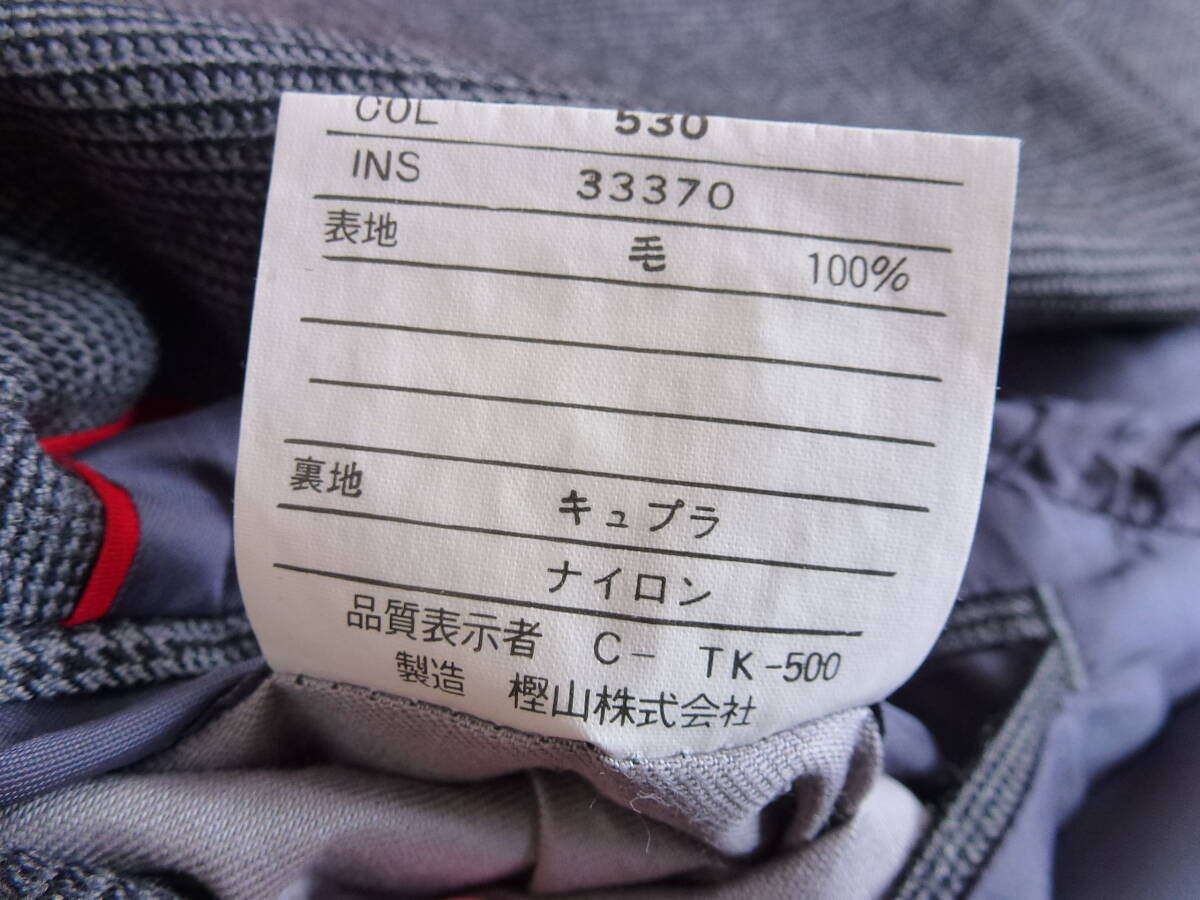 COL 530
INS 33370
表地 毛 100%
裏地 キュプラ
ナイロン
品質表示者 C- TK-500
製造 樫山株式会社